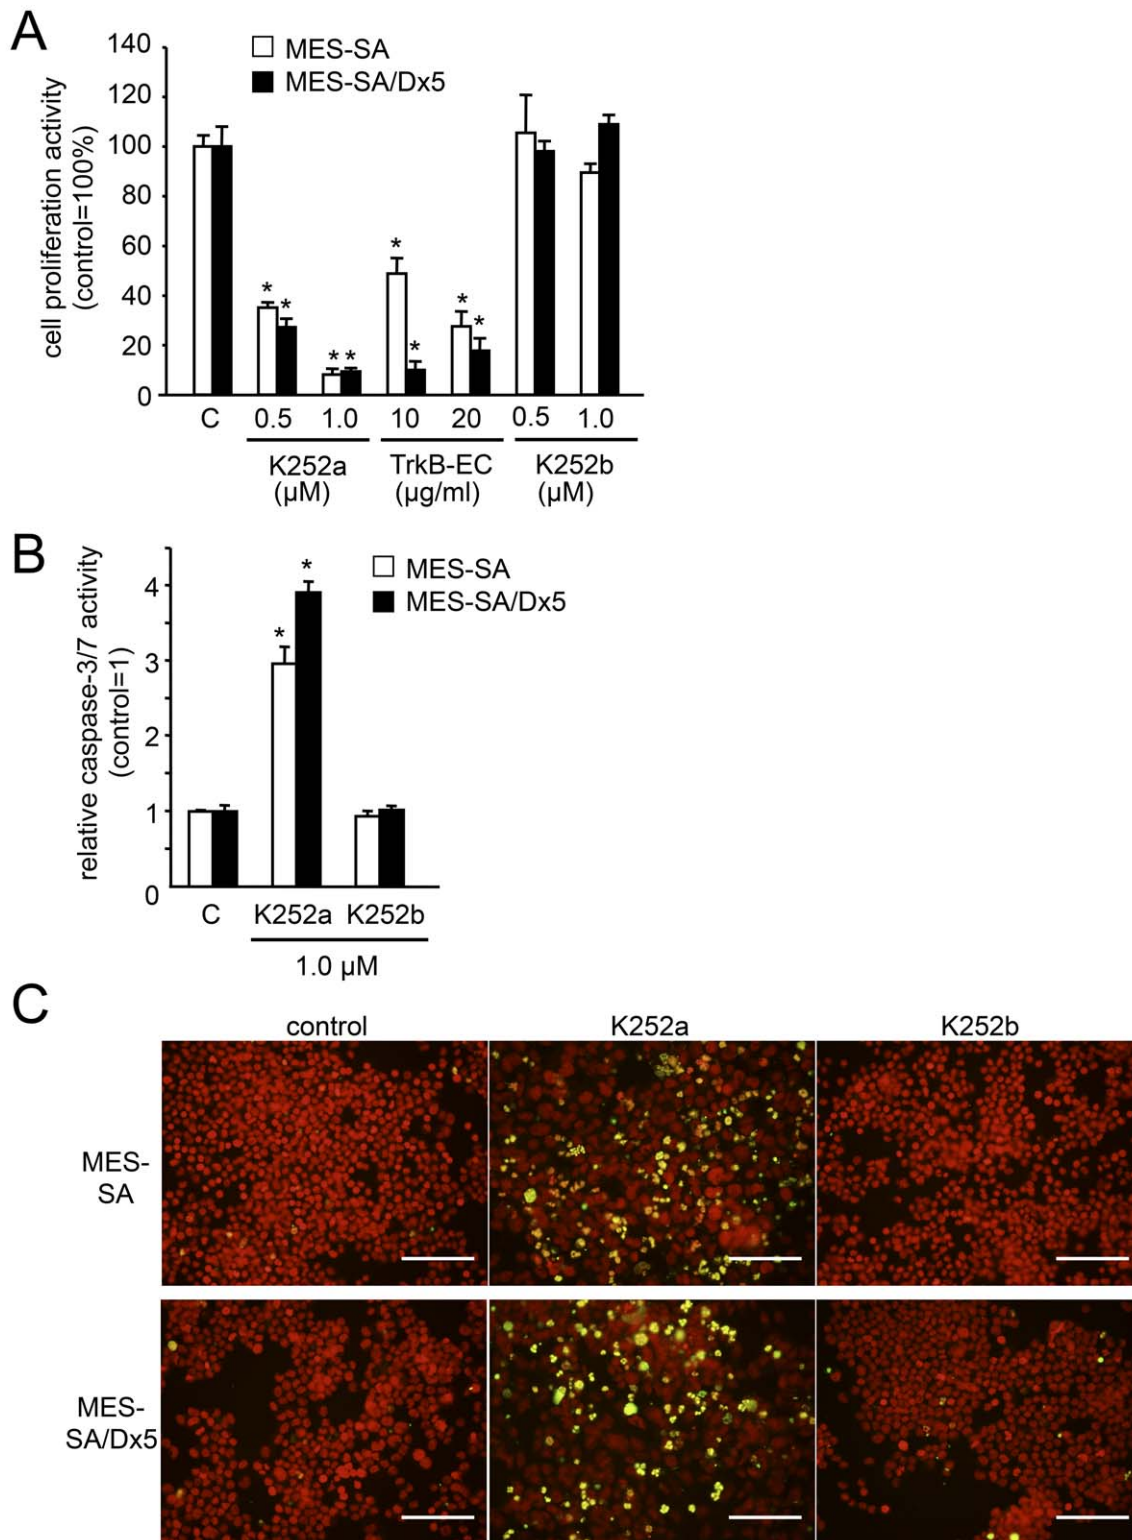 A
140
120
100
80
60
40
20
0
cell proliferation activity
(control=100%)
MES-SA
MES-SA/Dx5
* * * * * * * *
C 0.5 1.0 10 20 0.5 1.0
K252a TrkB-EC K252b
(μM) (μg/ml) (μM)
B
4
3
2
1
0
relative caspase-3/7 activity
(control=1)
MES-SA
MES-SA/Dx5
* *
C K252a K252b
1.0 μM
C
control K252a K252b
MES-
SA
MES-
SA/Dx5